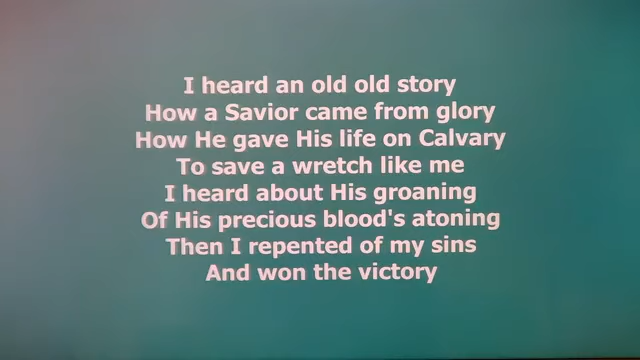 I heard an old old story
How a Savior came from glory
How He gave His life on Calvary
To save a wretch like me
I heard about His groaning
Of His precious blood's atoning
Then I repented of my sins
And won the victory